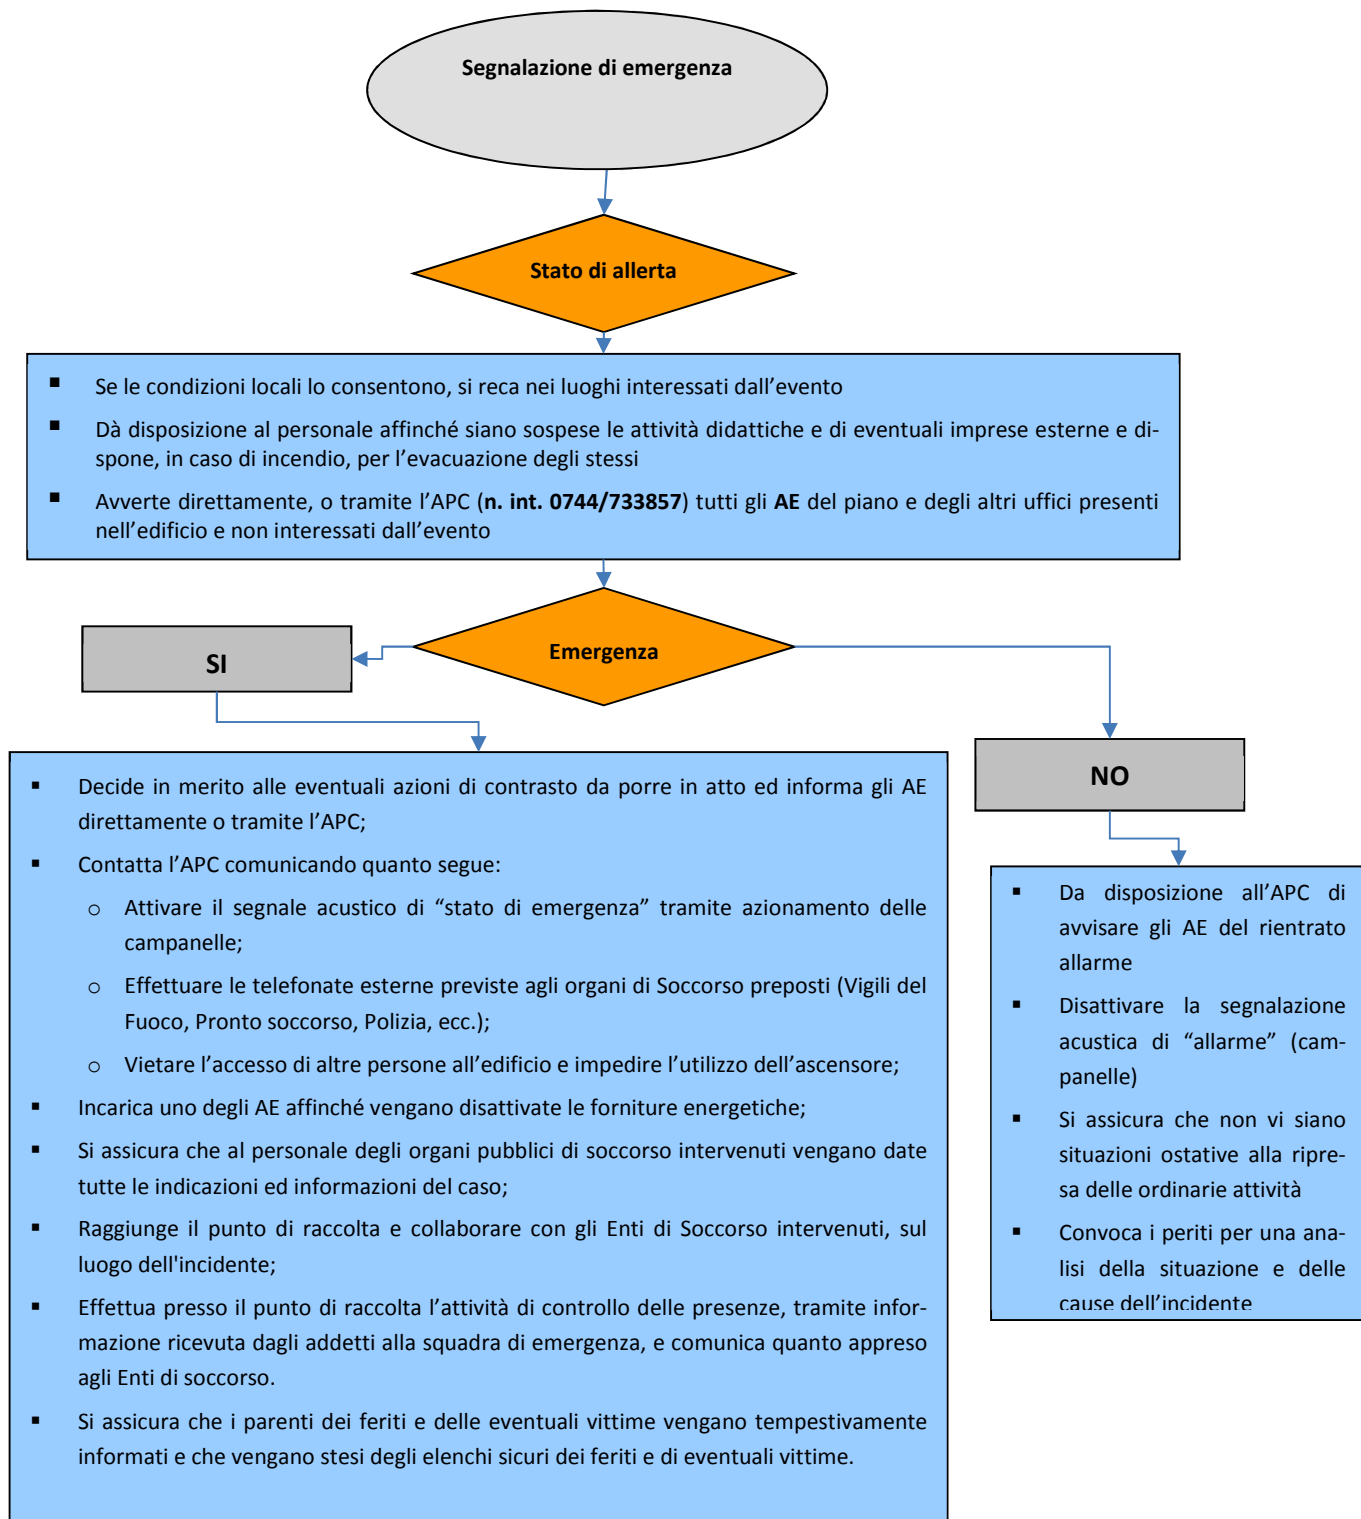 Segnalazione di emergenza
Stato di allerta
▪ Se le condizioni locali lo consentono, si reca nei luoghi interessati dall’evento
▪ Dà disposizione al personale affinché siano sospese le attività didattiche e di eventuali imprese esterne e di-
spone, in caso di incendio, per l’evacuazione degli stessi
▪ Avverte direttamente, o tramite l’APC (n. int. 0744/733857) tutti gli AE del piano e degli altri uffici presenti
nell’edificio e non interessati dall’evento
Emergenza
SI
▪ Decide in merito alle eventuali azioni di contrasto da porre in atto ed informa gli AE
direttamente o tramite l’APC;
▪ Contatta l’APC comunicando quanto segue:
o Attivare il segnale acustico di “stato di emergenza” tramite azionamento delle
campanelle;
o Effettuare le telefonate esterne previste agli organi di Soccorso preposti (Vigili del
Fuoco, Pronto soccorso, Polizia, ecc.);
o Vietare l’accesso di altre persone all’edificio e impedire l’utilizzo dell’ascensore;
▪ Incarica uno degli AE affinché vengano disattivate le forniture energetiche;
▪ Si assicura che al personale degli organi pubblici di soccorso intervenuti vengano date
tutte le indicazioni ed informazioni del caso;
▪ Raggiunge il punto di raccolta e collaborare con gli Enti di Soccorso intervenuti, sul
luogo dell'incidente;
▪ Effettua presso il punto di raccolta l’attività di controllo delle presenze, tramite infor-
mazione ricevuta dagli addetti alla squadra di emergenza, e comunica quanto appreso
agli Enti di soccorso.
▪ Si assicura che i parenti dei feriti e delle eventuali vittime vengano tempestivamente
informati e che vengano stesi degli elenchi sicuri dei feriti e di eventuali vittime.
NO
▪ Da disposizione all’APC di
avvisare gli AE del rientrato
allarme
▪ Disattivare la segnalazione
acustica di “allarme” (cam-
panelle)
▪ Si assicura che non vi siano
situazioni ostative alla ripre-
sa delle ordinarie attività
▪ Convoca i periti per una ana-
lisi della situazione e delle
cause dell’incidente